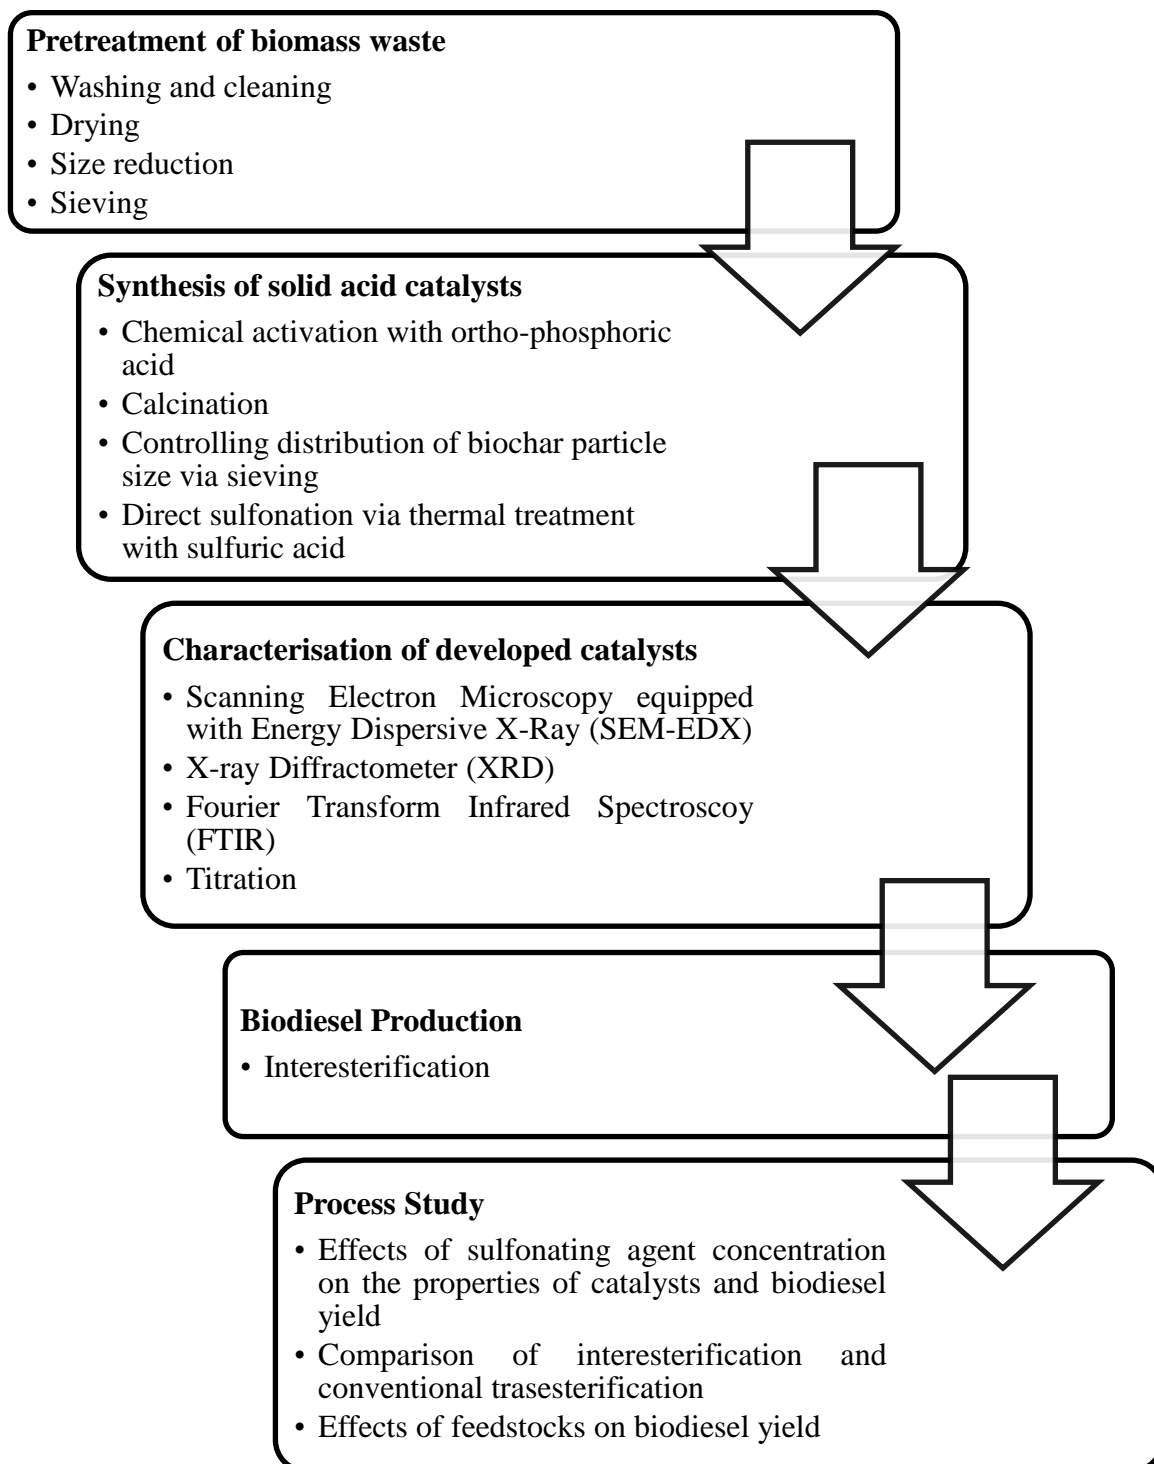 Pretreatment of biomass waste
• Washing and cleaning
• Drying
• Size reduction
• Sieving
Synthesis of solid acid catalysts
• Chemical activation with ortho-phosphoric
acid
• Calcination
• Controlling distribution of biochar particle
size via sieving
• Direct sulfonation via thermal treatment
with sulfuric acid
Characterisation of developed catalysts
• Scanning Electron Microscopy equipped
with Energy Dispersive X-Ray (SEM-EDX)
• X-ray Diffractometer (XRD)
• Fourier Transform Infrared Spectroscoy
(FTIR)
• Titration
Biodiesel Production
• Interesterification
Process Study
• Effects of sulfonating agent concentration
on the properties of catalysts and biodiesel
yield
• Comparison of interesterification and
conventional trasesterification
• Effects of feedstocks on biodiesel yield